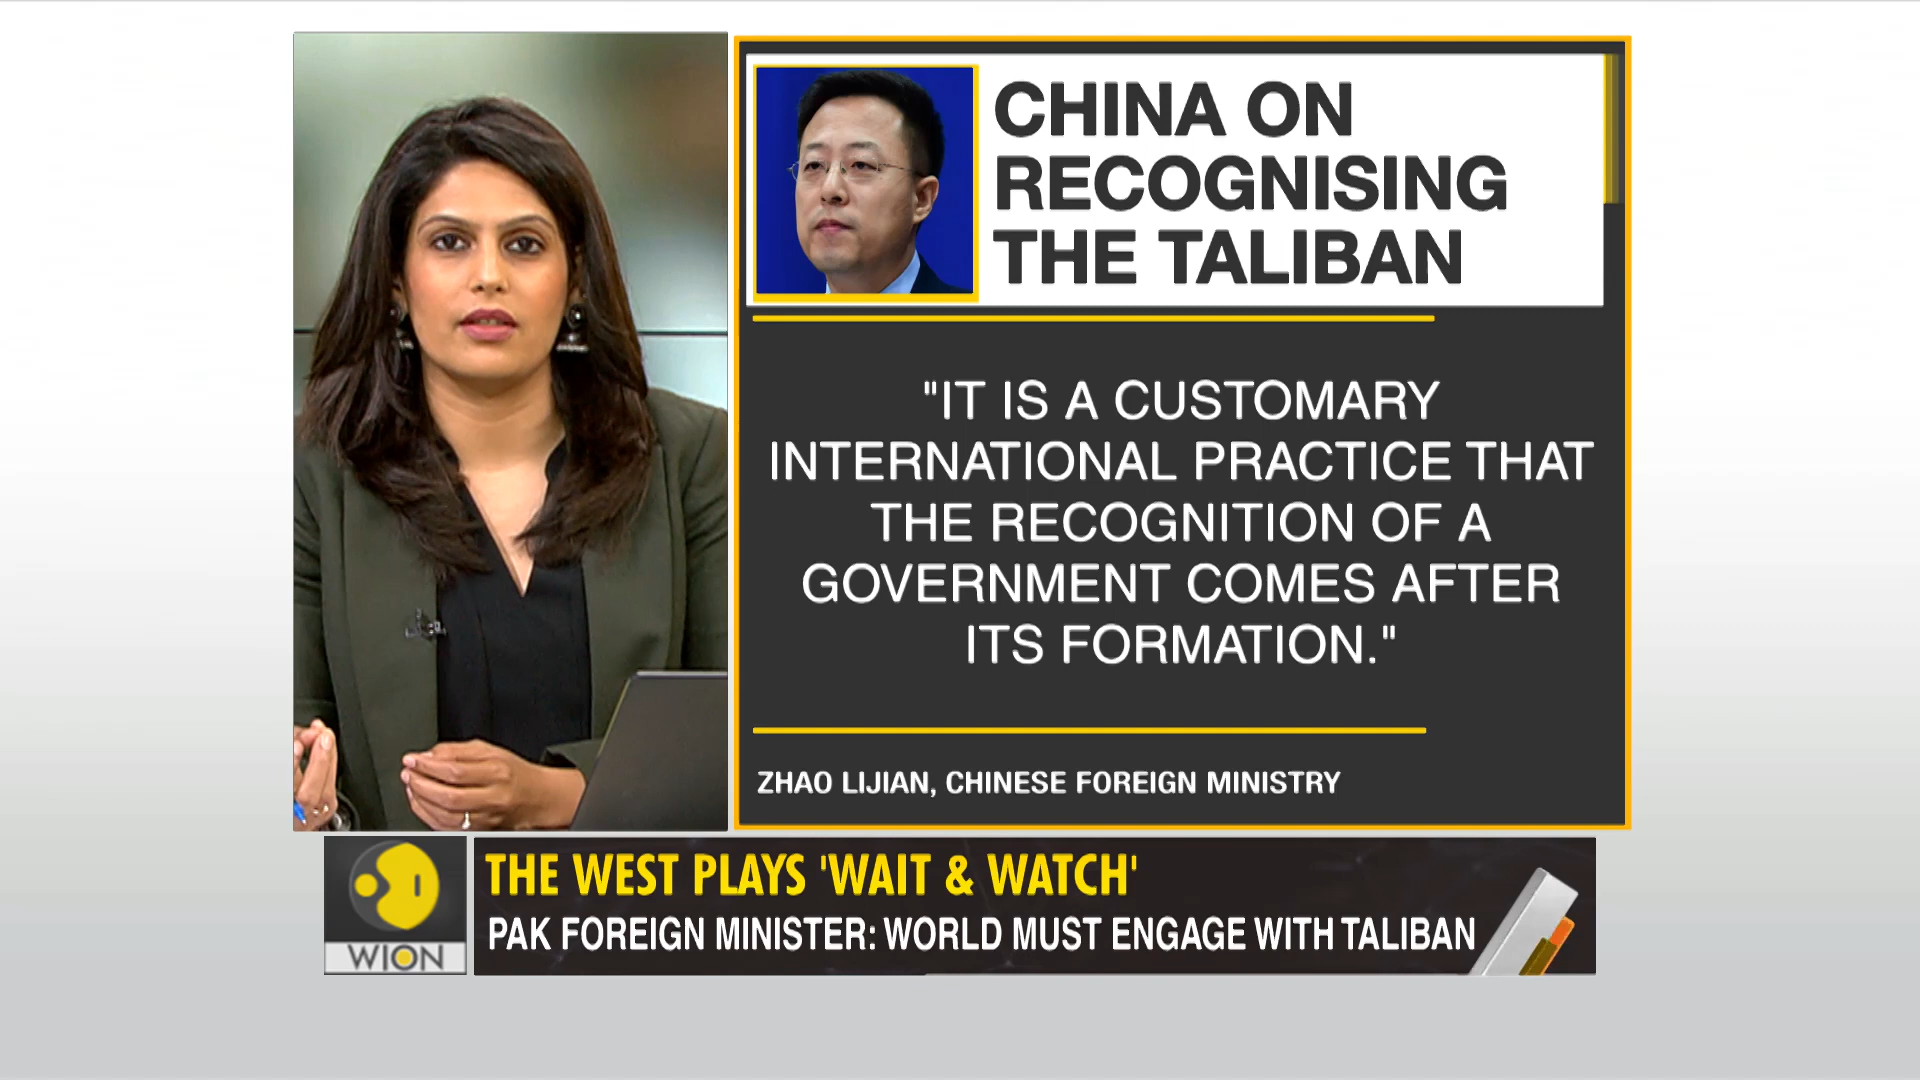 CHINA ON
RECOGNISING
THE TALIBAN
"IT IS A CUSTOMARY
INTERNATIONAL PRACTICE THAT
THE RECOGNITION OF A
GOVERNMENT COMES AFTER
ITS FORMATION."
ZHAO LIJIAN, CHINESE FOREIGN MINISTRY
THE WEST PLAYS 'WAIT & WATCH'
PAK FOREIGN MINISTER: WORLD MUST ENGAGE WITH TALIBAN
WION